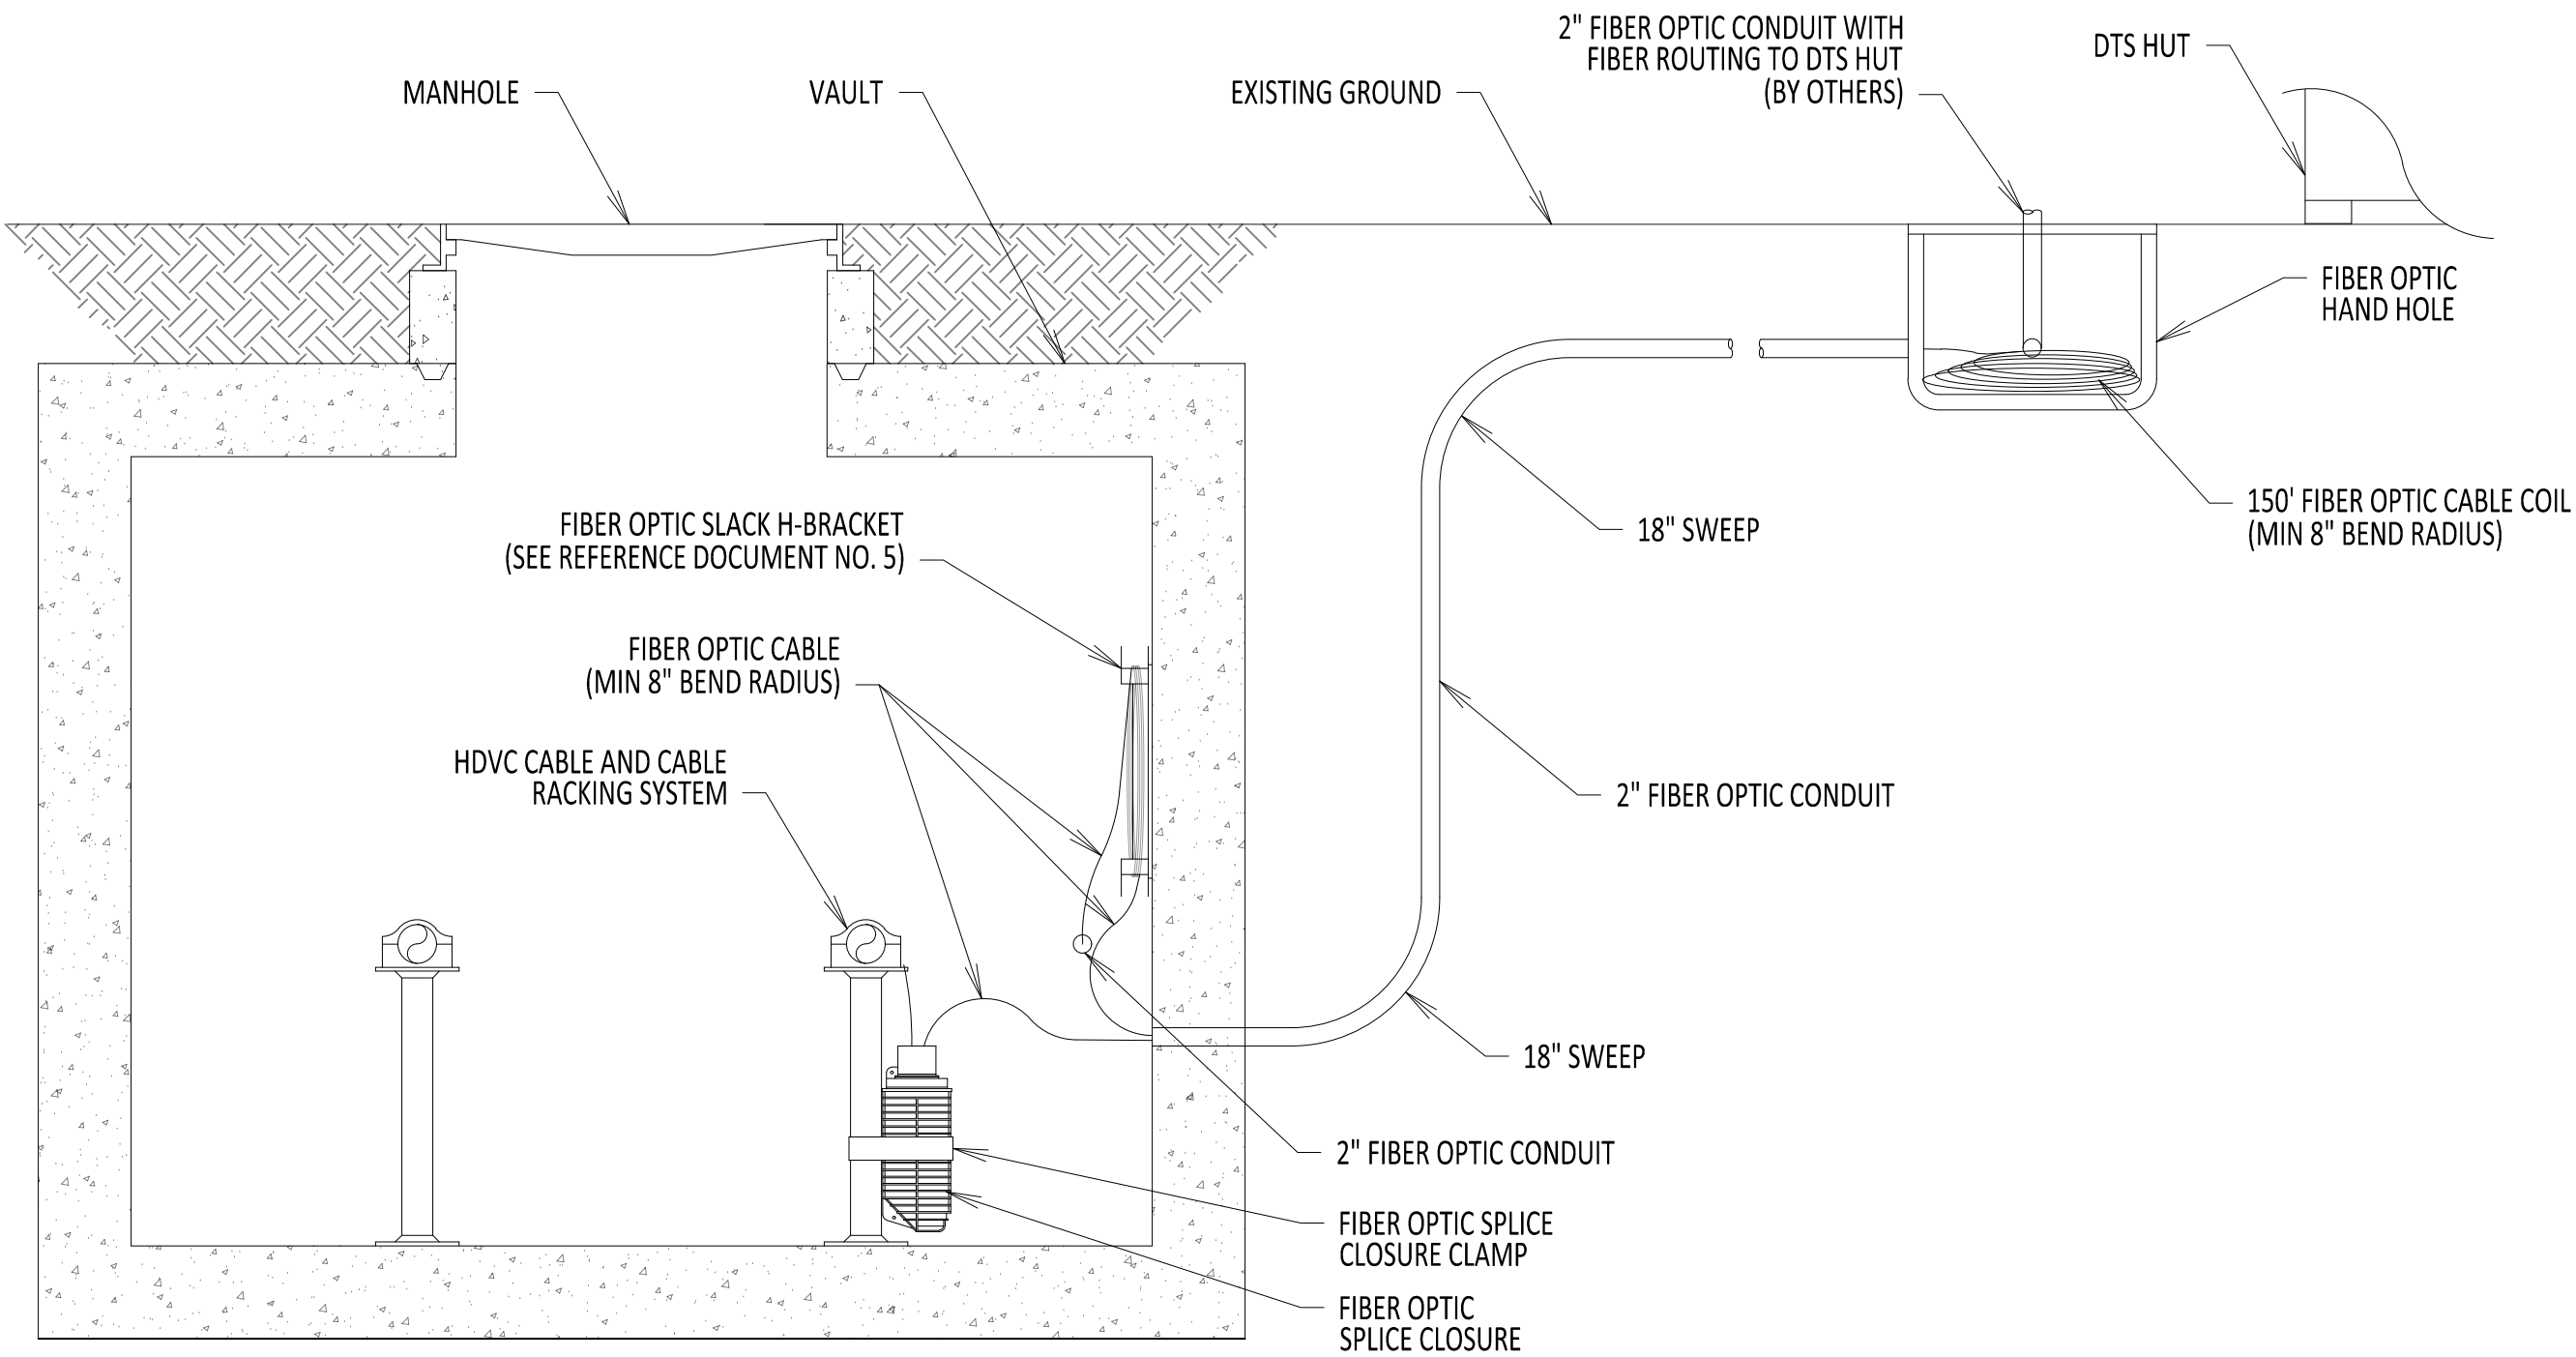 2" FIBER OPTIC CONDUIT WITH
FIBER ROUTING TO DTS HUT
(BY OTHERS)
DTS HUT
MANHOLE
VAULT
EXISTING GROUND
FIBER OPTIC
HAND HOLE
150' FIBER OPTIC CABLE COIL
(MIN 8" BEND RADIUS)
FIBER OPTIC SLACK H-BRACKET
(SEE REFERENCE DOCUMENT NO. 5)
18" SWEEP
FIBER OPTIC CABLE
(MIN 8" BEND RADIUS)
HDVC CABLE AND CABLE
RACKING SYSTEM
2" FIBER OPTIC CONDUIT
18" SWEEP
2" FIBER OPTIC CONDUIT
FIBER OPTIC SPLICE
CLOSURE CLAMP
FIBER OPTIC
SPLICE CLOSURE